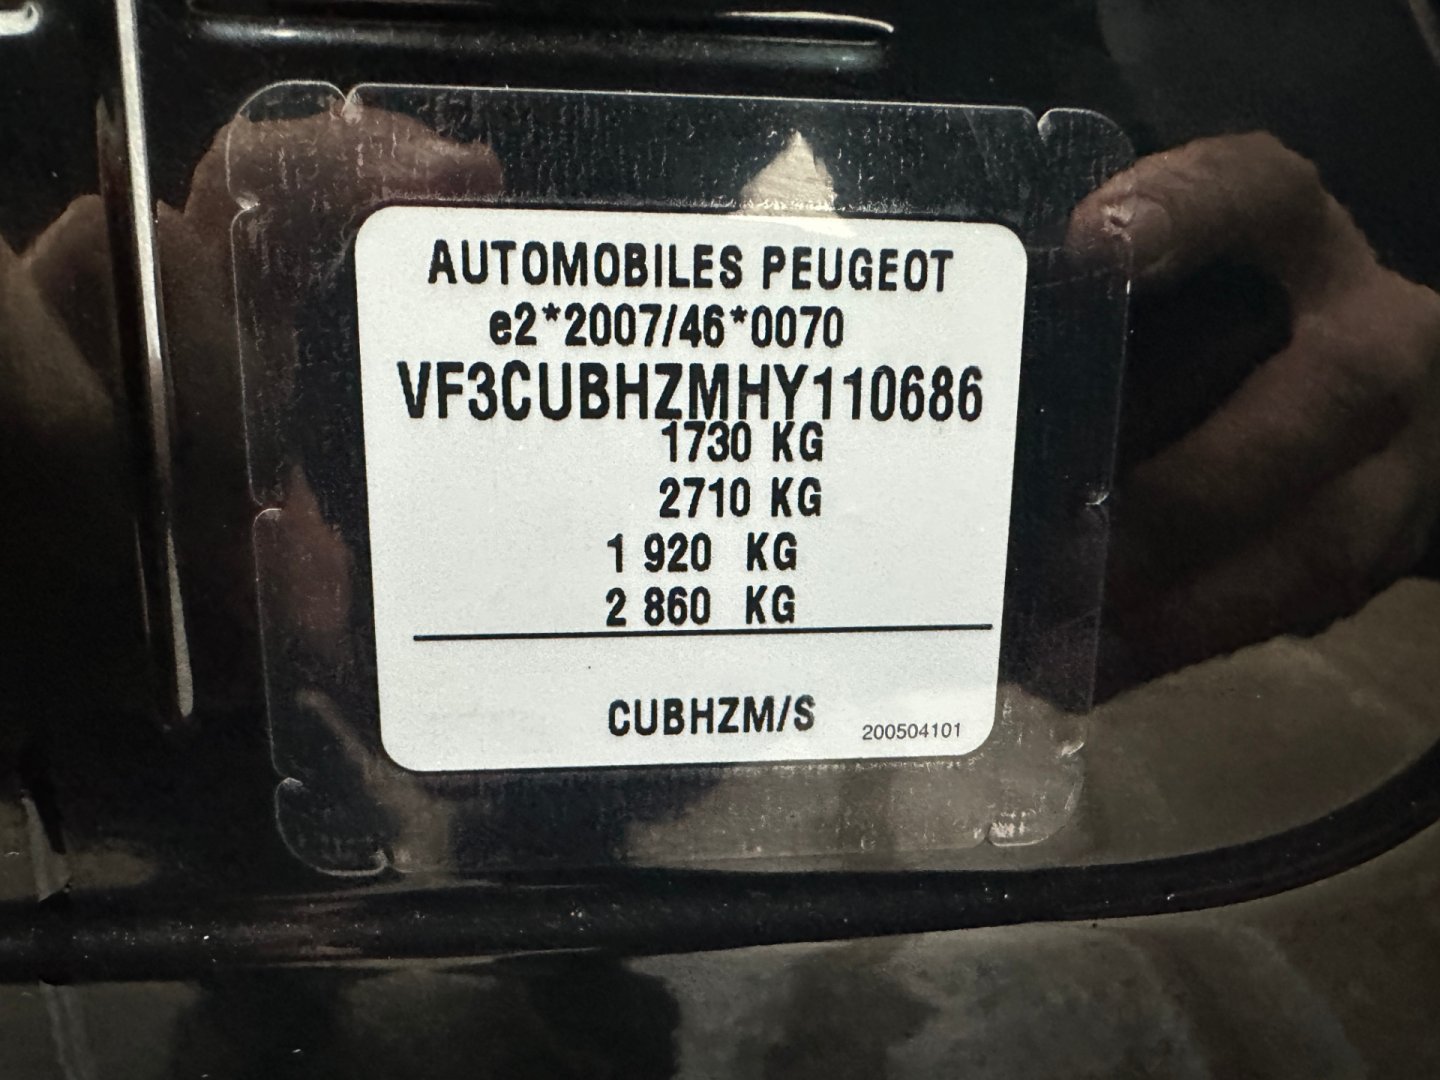 AUTOMOBILES PEUGEOT
e2*2007/46*0070
VF3CUBHZMHY110686
1730 KG
2710 KG
1 920 KG
2 860 KG
CUBHZM/S
200504101